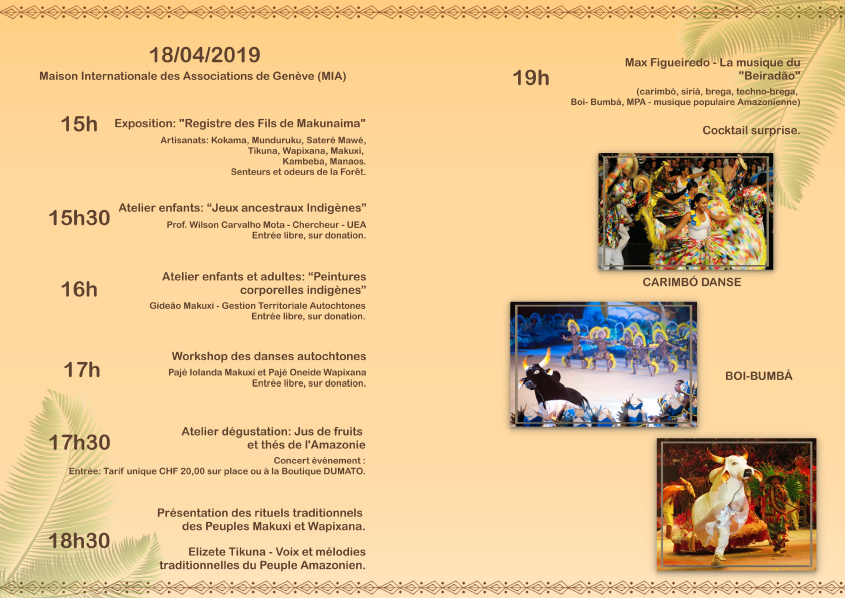 18/04/2019
Maison Internationale des Associations de Genève (MIA)
15h
Exposition: "Registre des Fils de Makunaima"
Artisanats: Kokama, Munduruku, Sateré Mawé,
Tikuna, Wapixana, Makuxi,
Kambeba, Manaos.
Senteurs et odeurs de la Forêt.
15h30
Atelier enfants: “Jeux ancestraux Indigènes”
Prof. Wilson Carvalho Mota - Chercheur - UEA
Entrée libre, sur donation.
16h
Atelier enfants et adultes: “Peintures
corporelles indigènes”
Gideão Makuxi - Gestion Territoriale Autochtones
Entrée libre, sur donation.
17h
Workshop des danses autochtones
Pajé Iolanda Makuxi et Pajé Oneide Wapixana
Entrée libre, sur donation.
17h30
Atelier dégustation: Jus de fruits
et thés de l'Amazonie
Concert évènement :
Entrée: Tarif unique CHF 20,00 sur place ou à la Boutique DUMATO.
18h30
Présentation des rituels traditionnels
des Peuples Makuxi et Wapixana.
Elizete Tikuna - Voix et mélodies
traditionnelles du Peuple Amazonien.
19h
Max Figueiredo - La musique du
"Beiradão"
(carimbó, siriá, brega, techno-brega,
Boi- Bumbá, MPA - musique populaire Amazonienne)
Cocktail surprise.
CARIMBÓ DANSE
BOI-BUMBÁ